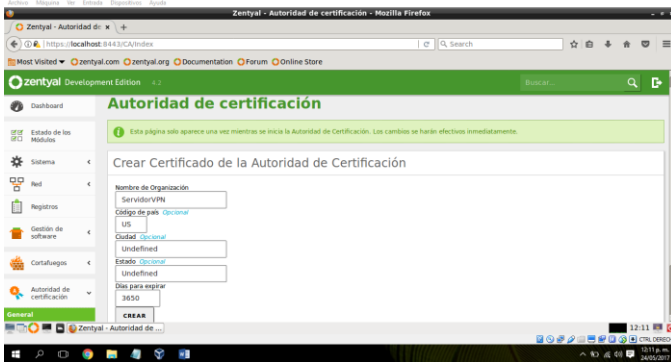 Archivo Máquina Ver Entrada Dispositivos Ayuda
Zentyal - Autoridad de certificación - Mozilla Firefox
Zentyal - Autoridad de
https://localhost:8443/CA/Index
Search
Most Visited zentyal.com zentyal.org Documentation Forum Online Store
zentyal Development Edition 4.2
Buscar...
Dashboard
Estado de los Módulos
Sistema
Red
Registros
Gestión de software
Cortafuegos
Autoridad de certificación
General
Autoridad de certificación
Esta página solo aparece una vez mientras se inicia la Autoridad de Certificación. Los cambios se harán efectivos inmediatamente.
Crear Certificado de la Autoridad de Certificación
Nombre de Organización
ServidorVPN
Código de país Opcional
US
Ciudad Opcional
Undefined
Estado Opcional
Undefined
Días para expirar
3650
CREAR
Zentyal - Autoridad de ...
12:11
CTRL DERECHA
12:11 p. m.
24/05/2017